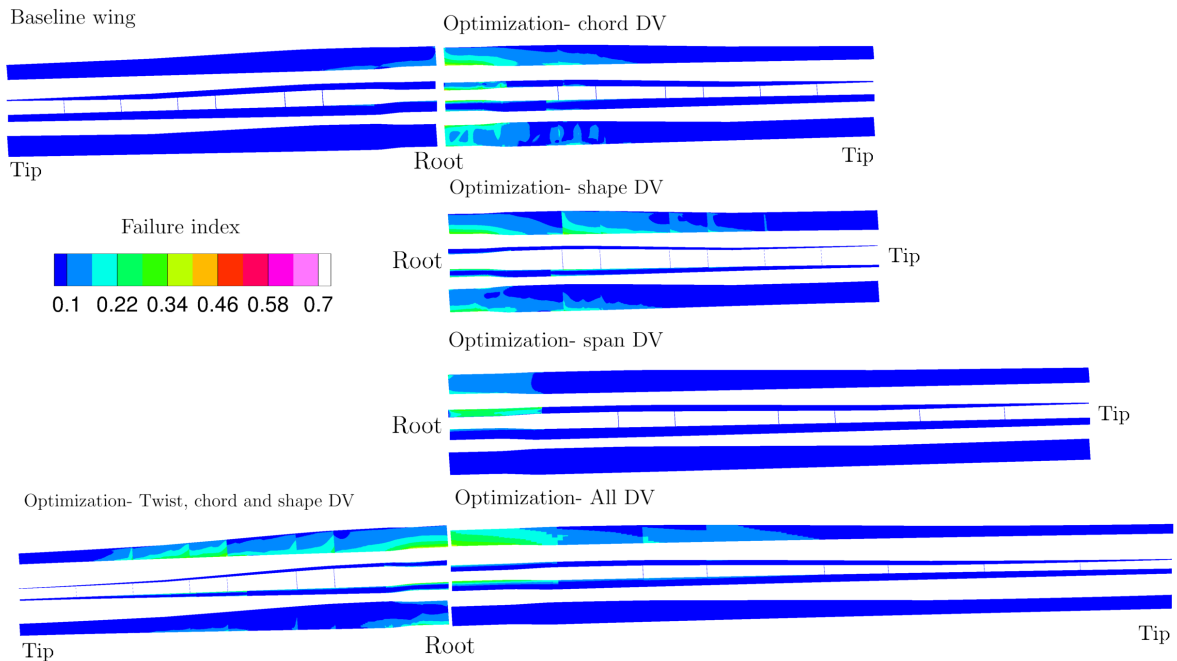 Baseline wing
Optimization- chord DV
Tip
Root
Tip
Optimization- shape DV
Failure index
Root
Tip
0.1 0.22 0.34 0.46 0.58 0.7
Optimization- span DV
Root
Tip
Optimization- Twist, chord and shape DV
Optimization- All DV
Tip
Root
Tip